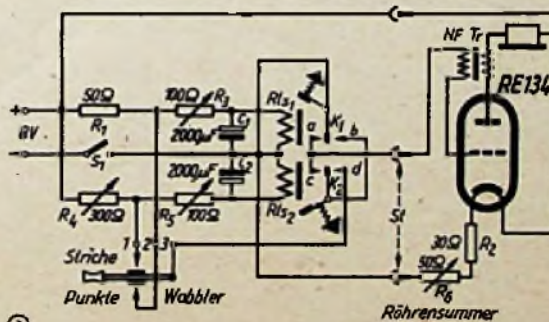 NF Tr
RE134
50Ω
R1
100Ω
R3
2000µF
C1
Rls1
a
K1
b
+
8V
-
S1
2000µF
C2
Rls2
c
K2
d
R4
300Ω
R5
100Ω
St
30Ω
R2
50Ω
R6
1
2
3
Striche
Punkte
Wabbler
Röhrensummer